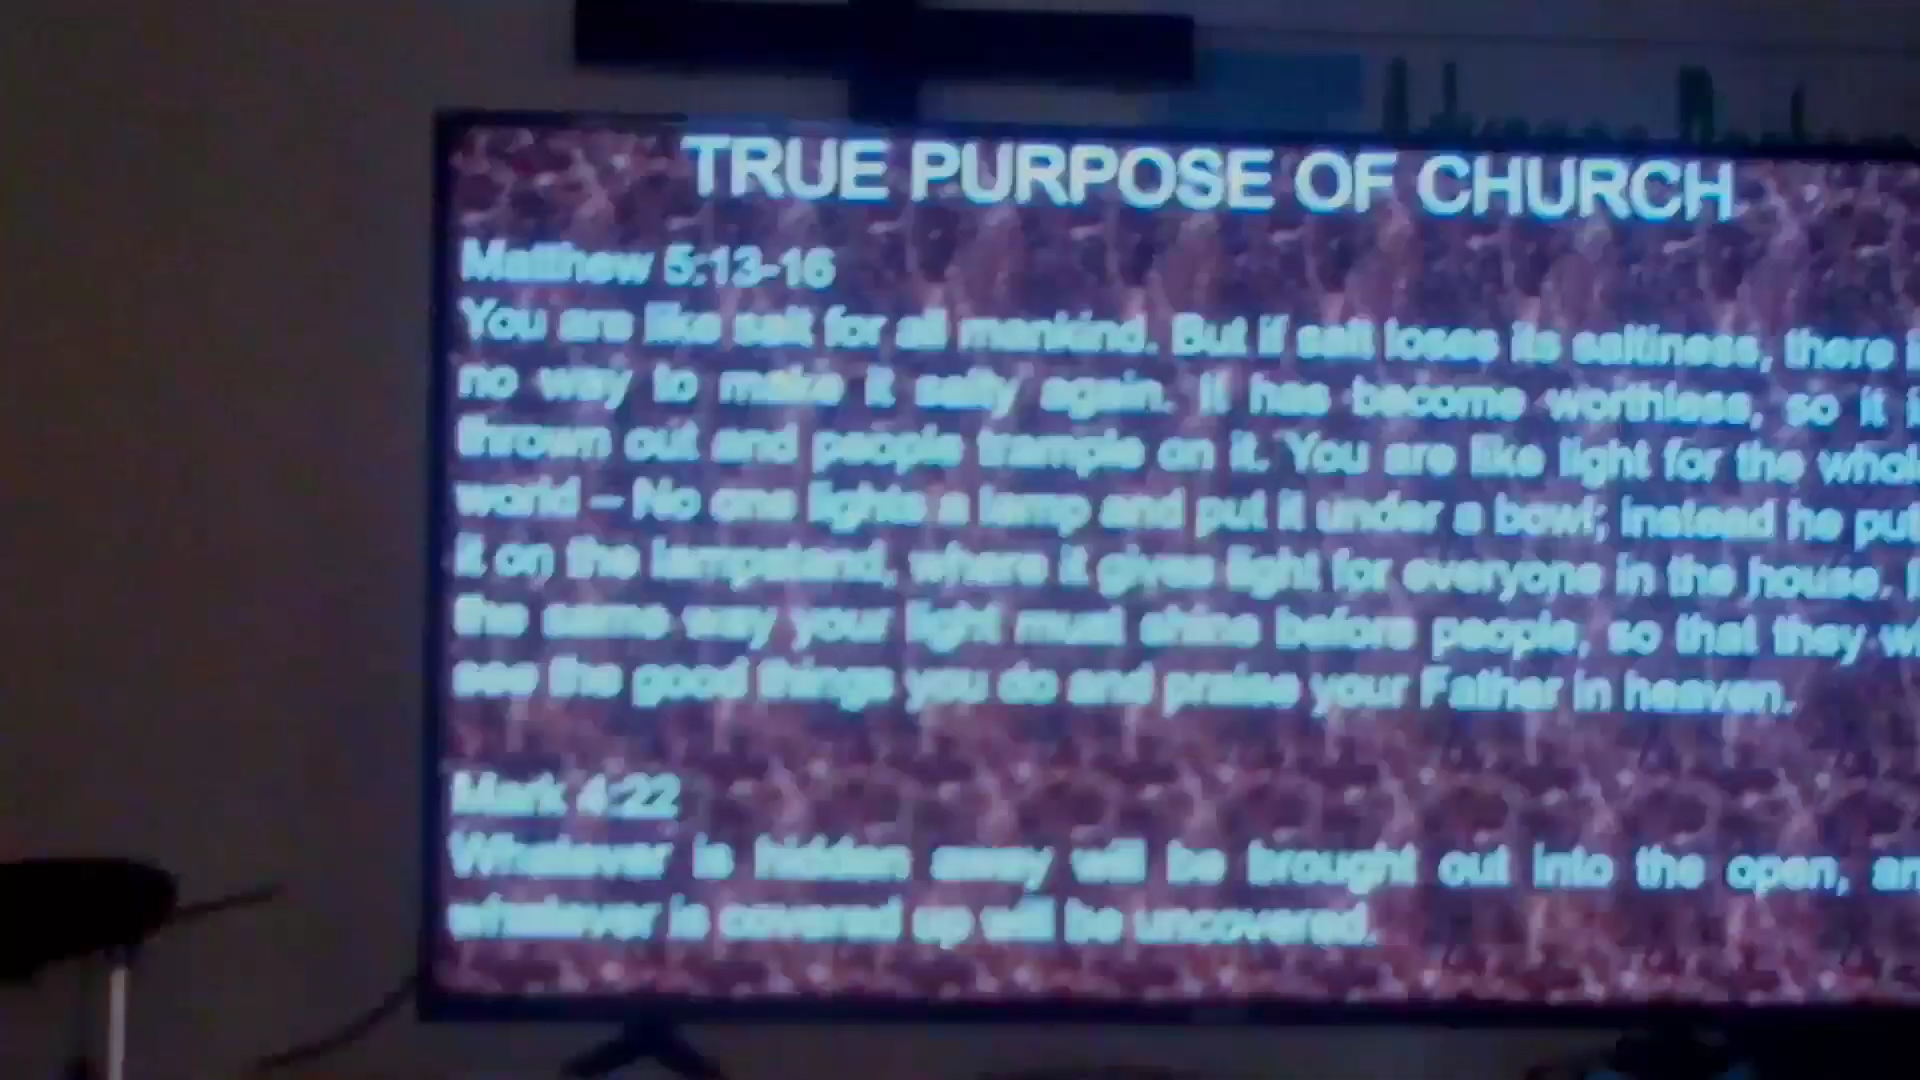 TRUE PURPOSE OF CHURCH
Matthew 5:13-16
You are like salt for all mankind. But if salt loses its saltiness, there
no way to make it salty again. It has become worthless, so it
thrown out and people trample on it. You are like light for the whol
world – No one lights a lamp and put it under a bowl; instead he put
it on the lampstand, where it gives light for everyone in the house.
the same way your light must shine before people, so that they
see the good things you do and praise your Father in heaven.
Mark 4:22
Whatever is hidden away will be brought out into the open, an
whatever is covered up will be uncovered.